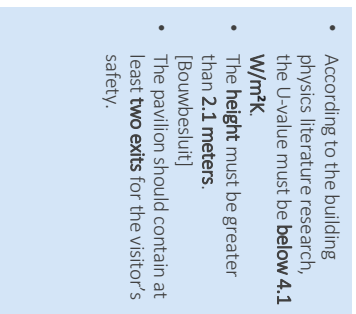 • According to the building
physics literature research,
the U-value must be below 4.1
W/m²K.
• The height must be greater
than 2.1 meters.
[Bouwbesluit]
• The pavilion should contain at
least two exits for the visitor's
safety.